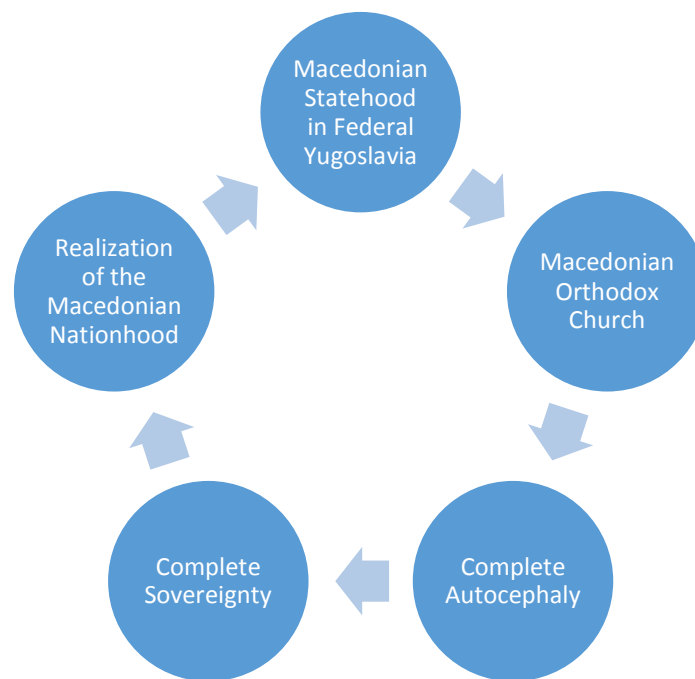 Macedonian
Statehood
in Federal
Yugoslavia
Macedonian
Orthodox
Church
Complete
Autocephaly
Complete
Sovereignty
Realization
of the
Macedonian
Nationhood